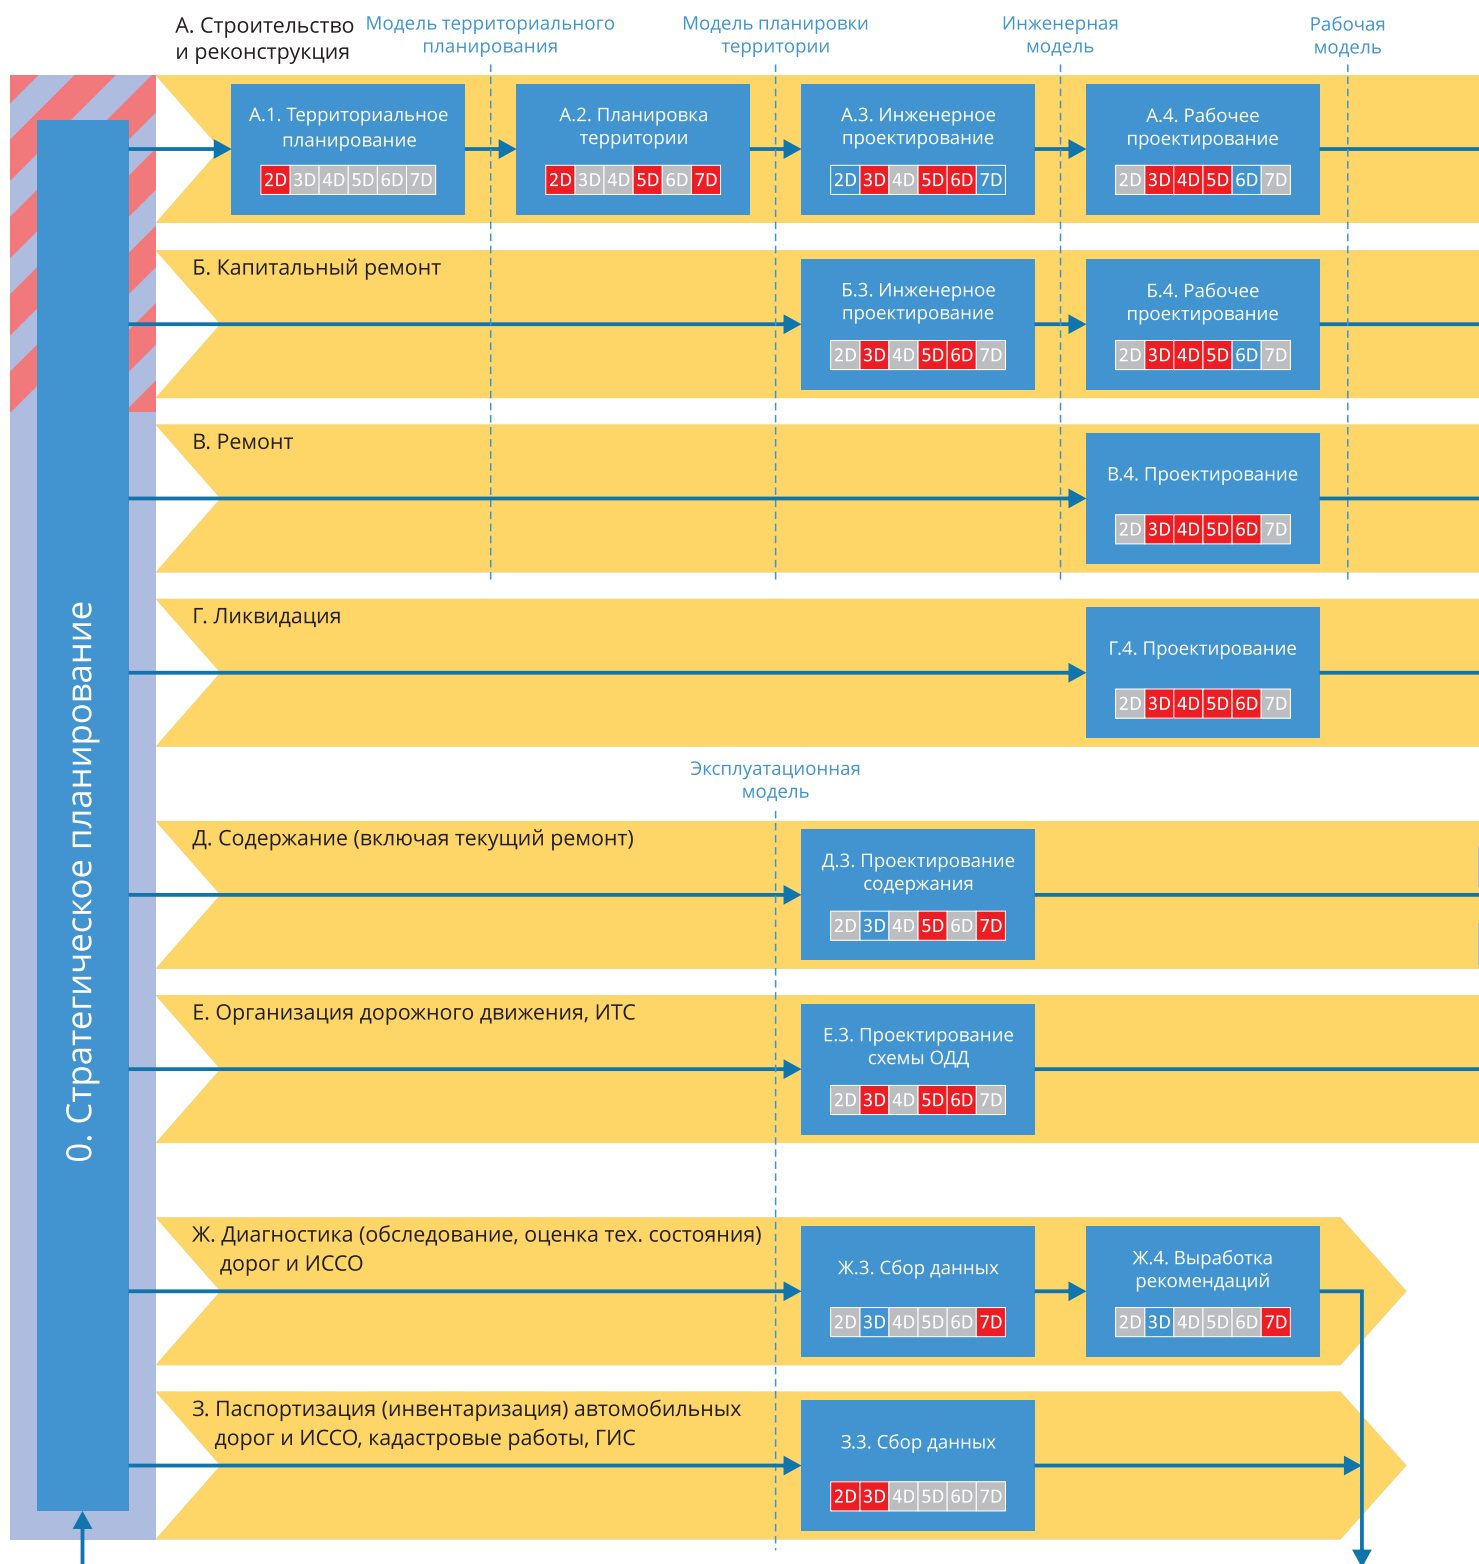 А. Строительство
и реконструкция
Модель территориального
планирования
Модель планировки
территории
Инженерная
модель
Рабочая
модель
А.1. Территориальное
планирование
2D 3D 4D 5D 6D 7D
А.2. Планировка
территории
2D 3D 4D 5D 6D 7D
А.3. Инженерное
проектирование
2D 3D 4D 5D 6D 7D
А.4. Рабочее
проектирование
2D 3D 4D 5D 6D 7D
Б. Капитальный ремонт
Б.3. Инженерное
проектирование
2D 3D 4D 5D 6D 7D
Б.4. Рабочее
проектирование
2D 3D 4D 5D 6D 7D
В. Ремонт
В.4. Проектирование
2D 3D 4D 5D 6D 7D
0. Стратегическое планирование
Г. Ликвидация
Г.4. Проектирование
2D 3D 4D 5D 6D 7D
Эксплуатационная
модель
Д. Содержание (включая текущий ремонт)
Д.3. Проектирование
содержания
2D 3D 4D 5D 6D 7D
Е. Организация дорожного движения, ИТС
Е.3. Проектирование
схемы ОДД
2D 3D 4D 5D 6D 7D
Ж. Диагностика (обследование, оценка тех. состояния)
дорог и ИССО
Ж.3. Сбор данных
2D 3D 4D 5D 6D 7D
Ж.4. Выработка
рекомендаций
2D 3D 4D 5D 6D 7D
З. Паспортизация (инвентаризация) автомобильных
дорог и ИССО, кадастровые работы, ГИС
З.3. Сбор данных
2D 3D 4D 5D 6D 7D